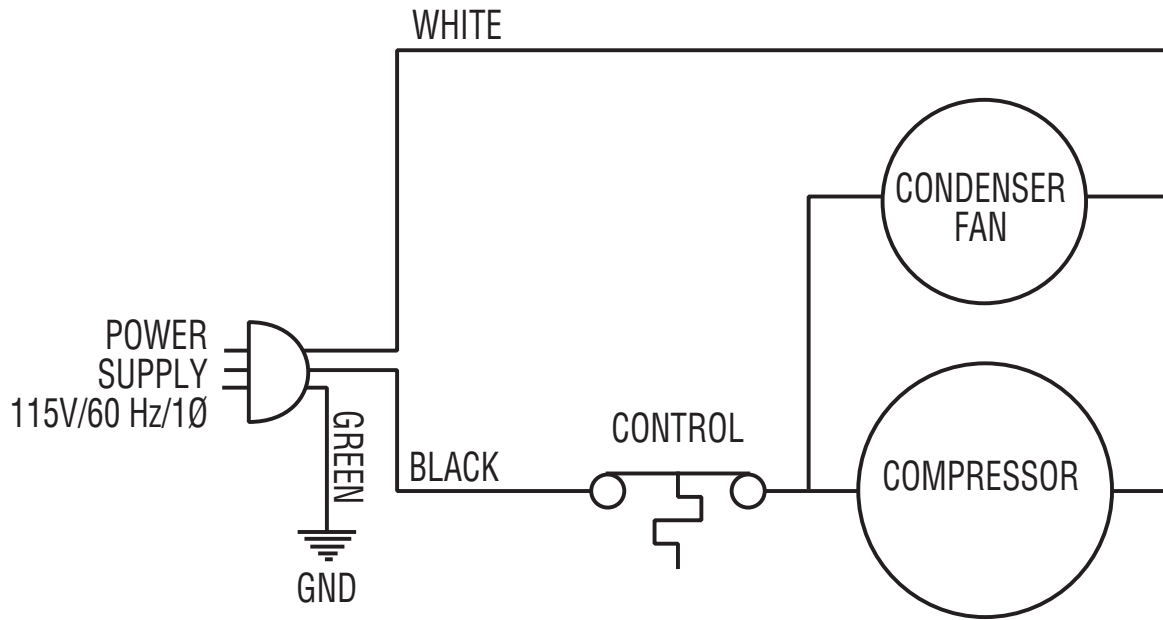 WHITE
CONDENSER
FAN
POWER
SUPPLY
115V/60 Hz/1Ø
GREEN
BLACK
CONTROL
COMPRESSOR
GND